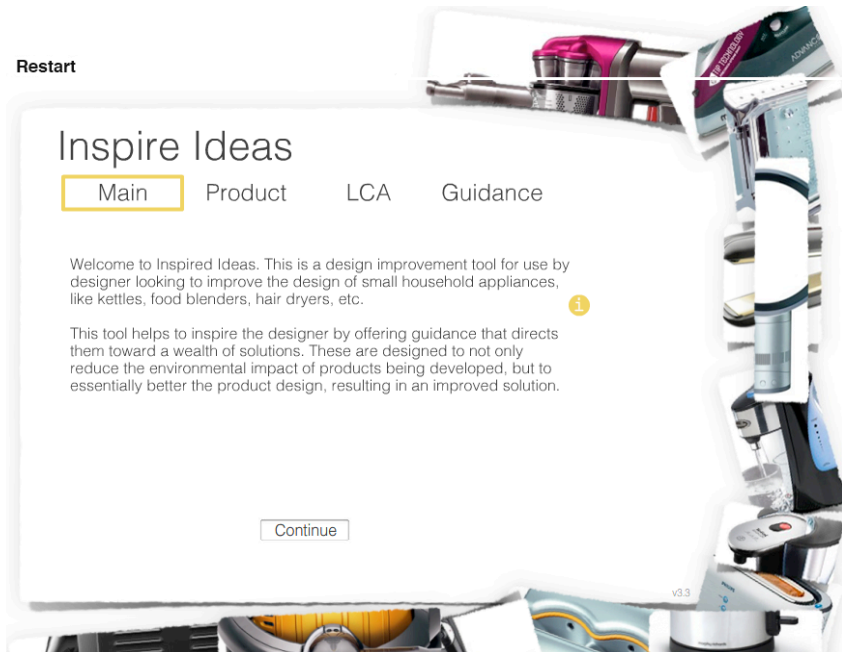 Restart
TIP TECHNOLOGY
ADVANC
Inspire Ideas
Main Product LCA Guidance
Welcome to Inspired Ideas. This is a design improvement tool for use by
designer looking to improve the design of small household appliances,
like kettles, food blenders, hair dryers, etc.
i
This tool helps to inspire the designer by offering guidance that directs
them toward a wealth of solutions. These are designed to not only
reduce the environmental impact of products being developed, but to
essentially better the product design, resulting in an improved solution.
Continue
v3.3